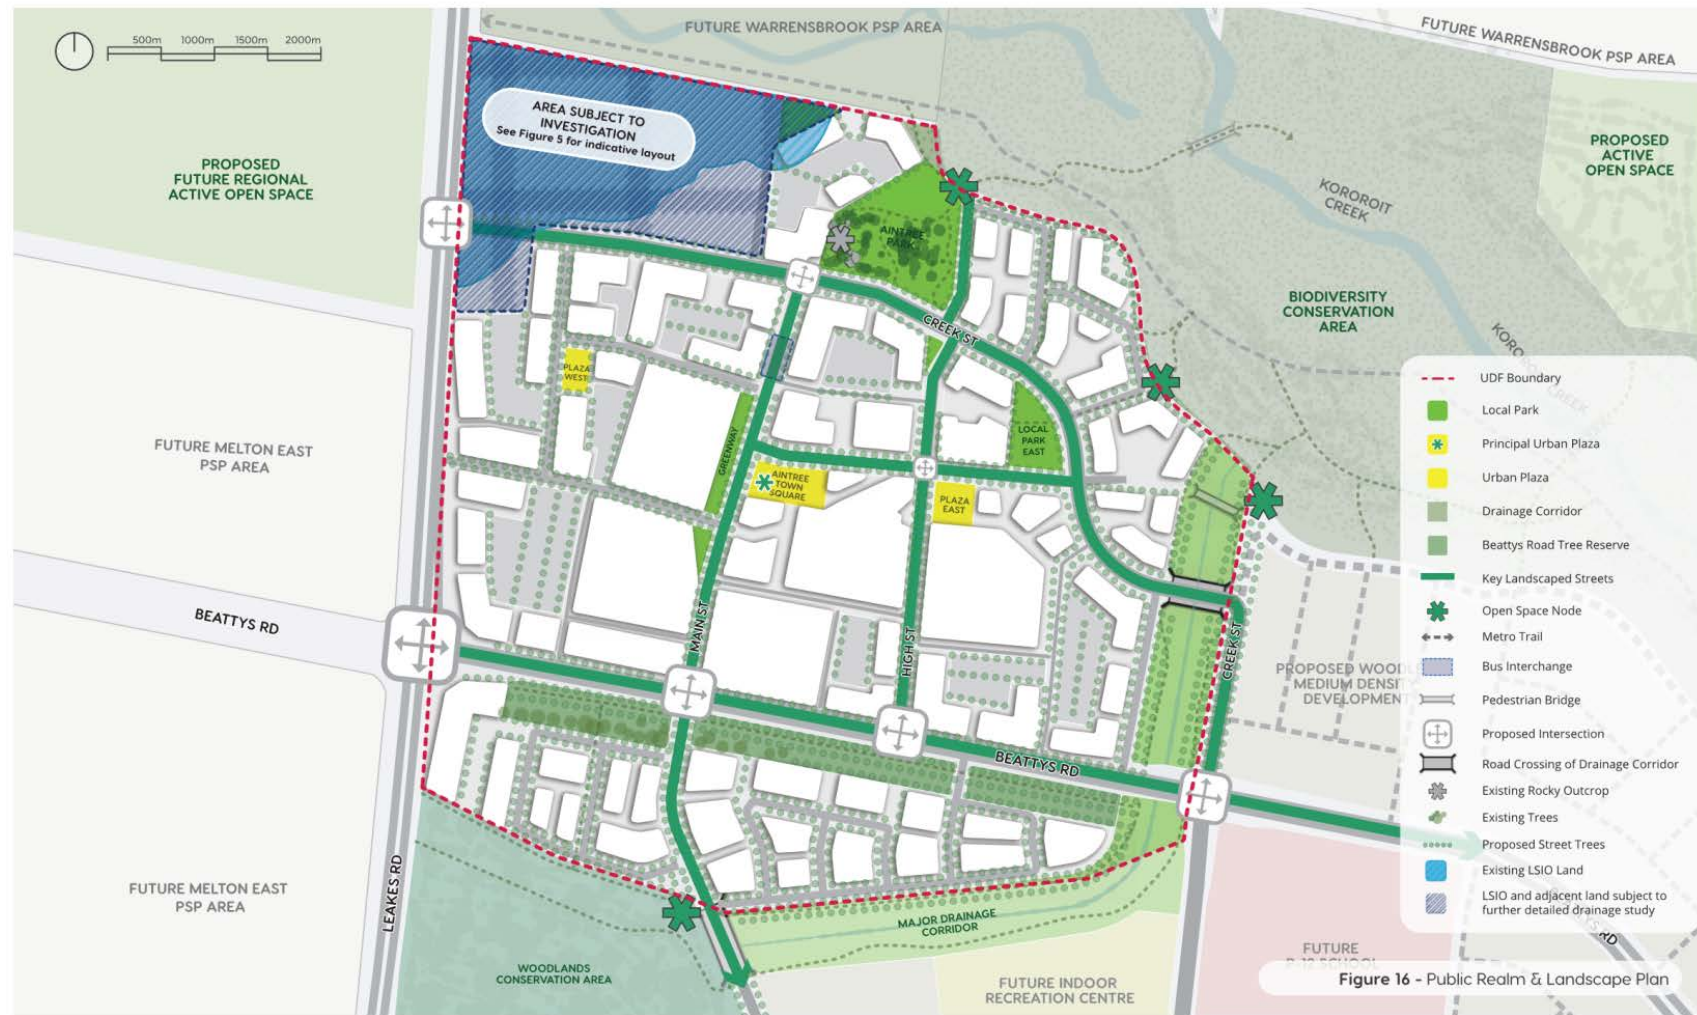 500m 1000m 1500m 2000m
FUTURE WARRENSBROOK PSP AREA
FUTURE WARRENSBROOK PSP AREA
AREA SUBJECT TO
INVESTIGATION
See Figure 5 for indicative layout
PROPOSED
FUTURE REGIONAL
ACTIVE OPEN SPACE
PROPOSED
ACTIVE
OPEN SPACE
KOROROIT
CREEK
AINTREE
PARK
BIODIVERSITY
CONSERVATION
AREA
CREEK ST
PLAZA
WEST
FUTURE MELTON EAST
PSP AREA
GREENWAY
LOCAL
PARK
EAST
AINTREE
TOWN
SQUARE
PLAZA
EAST
BEATTYS RD
MAIN ST
HIGH ST
CREEK ST
MEDIUM DENSITY
DEVELOPMENT
BEATTYS RD
FUTURE MELTON EAST
PSP AREA
LEAKES RD
MAJOR DRAINAGE
CORRIDOR
WOODLANDS
CONSERVATION AREA
FUTURE INDOOR
RECREATION CENTRE
FUTURE
P-12 SCHOOL
UDF Boundary
Local Park
Principal Urban Plaza
Urban Plaza
Drainage Corridor
Beattys Road Tree Reserve
Key Landscaped Streets
Open Space Node
Metro Trail
Bus Interchange
Pedestrian Bridge
Proposed Intersection
Road Crossing of Drainage Corridor
Existing Rocky Outcrop
Existing Trees
Proposed Street Trees
Existing LSIO Land
LSIO and adjacent land subject to
further detailed drainage study
Figure 16 - Public Realm & Landscape Plan